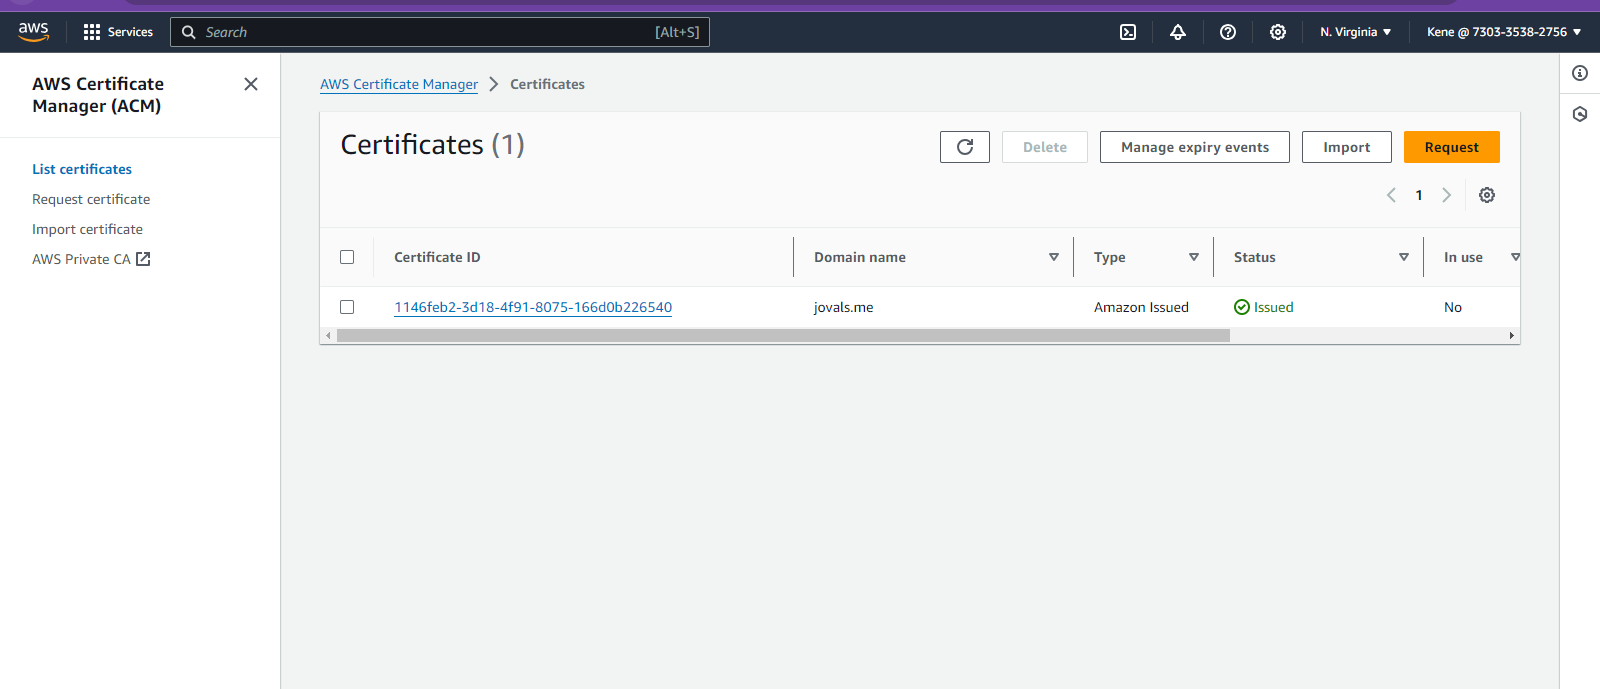 aws
Services
Search [Alt+S]
N. Virginia
Kene @ 7303-3538-2756
AWS Certificate
Manager (ACM)
List certificates
Request certificate
Import certificate
AWS Private CA
AWS Certificate Manager
Certificates
Certificates (1)
Delete
Manage expiry events
Import
Request
1
Certificate ID
Domain name
Type
Status
In use
1146feb2-3d18-4f91-8075-166d0b226540
jovals.me
Amazon Issued
Issued
No